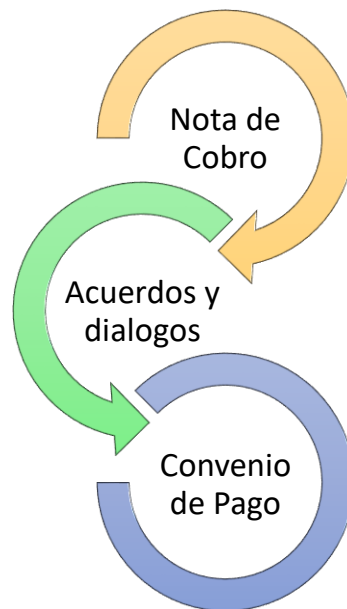 Nota de
Cobro
Acuerdos y
dialogos
Convenio
de Pago